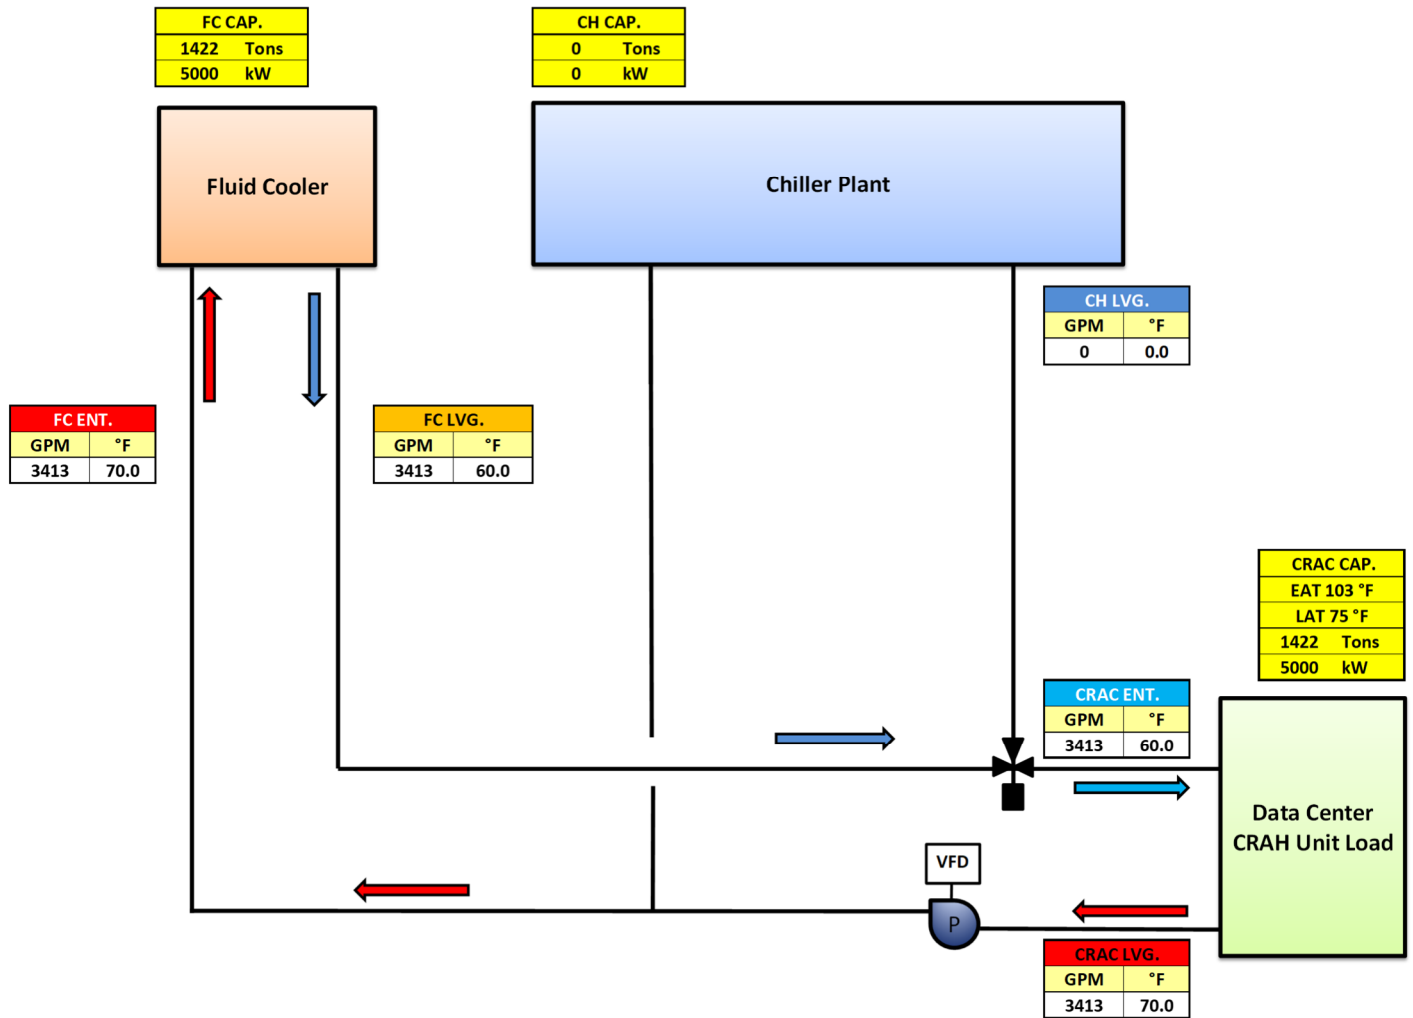 FC CAP.
1422 Tons
5000 kW
CH CAP.
0 Tons
0 kW
Fluid Cooler
Chiller Plant
CH LVG.
GPM °F
0 0.0
FC ENT.
GPM °F
3413 70.0
FC LVG.
GPM °F
3413 60.0
CRAC CAP.
EAT 103 °F
LAT 75 °F
1422 Tons
5000 kW
CRAC ENT.
GPM °F
3413 60.0
Data Center
CRAH Unit Load
VFD
P
CRAC LVG.
GPM °F
3413 70.0